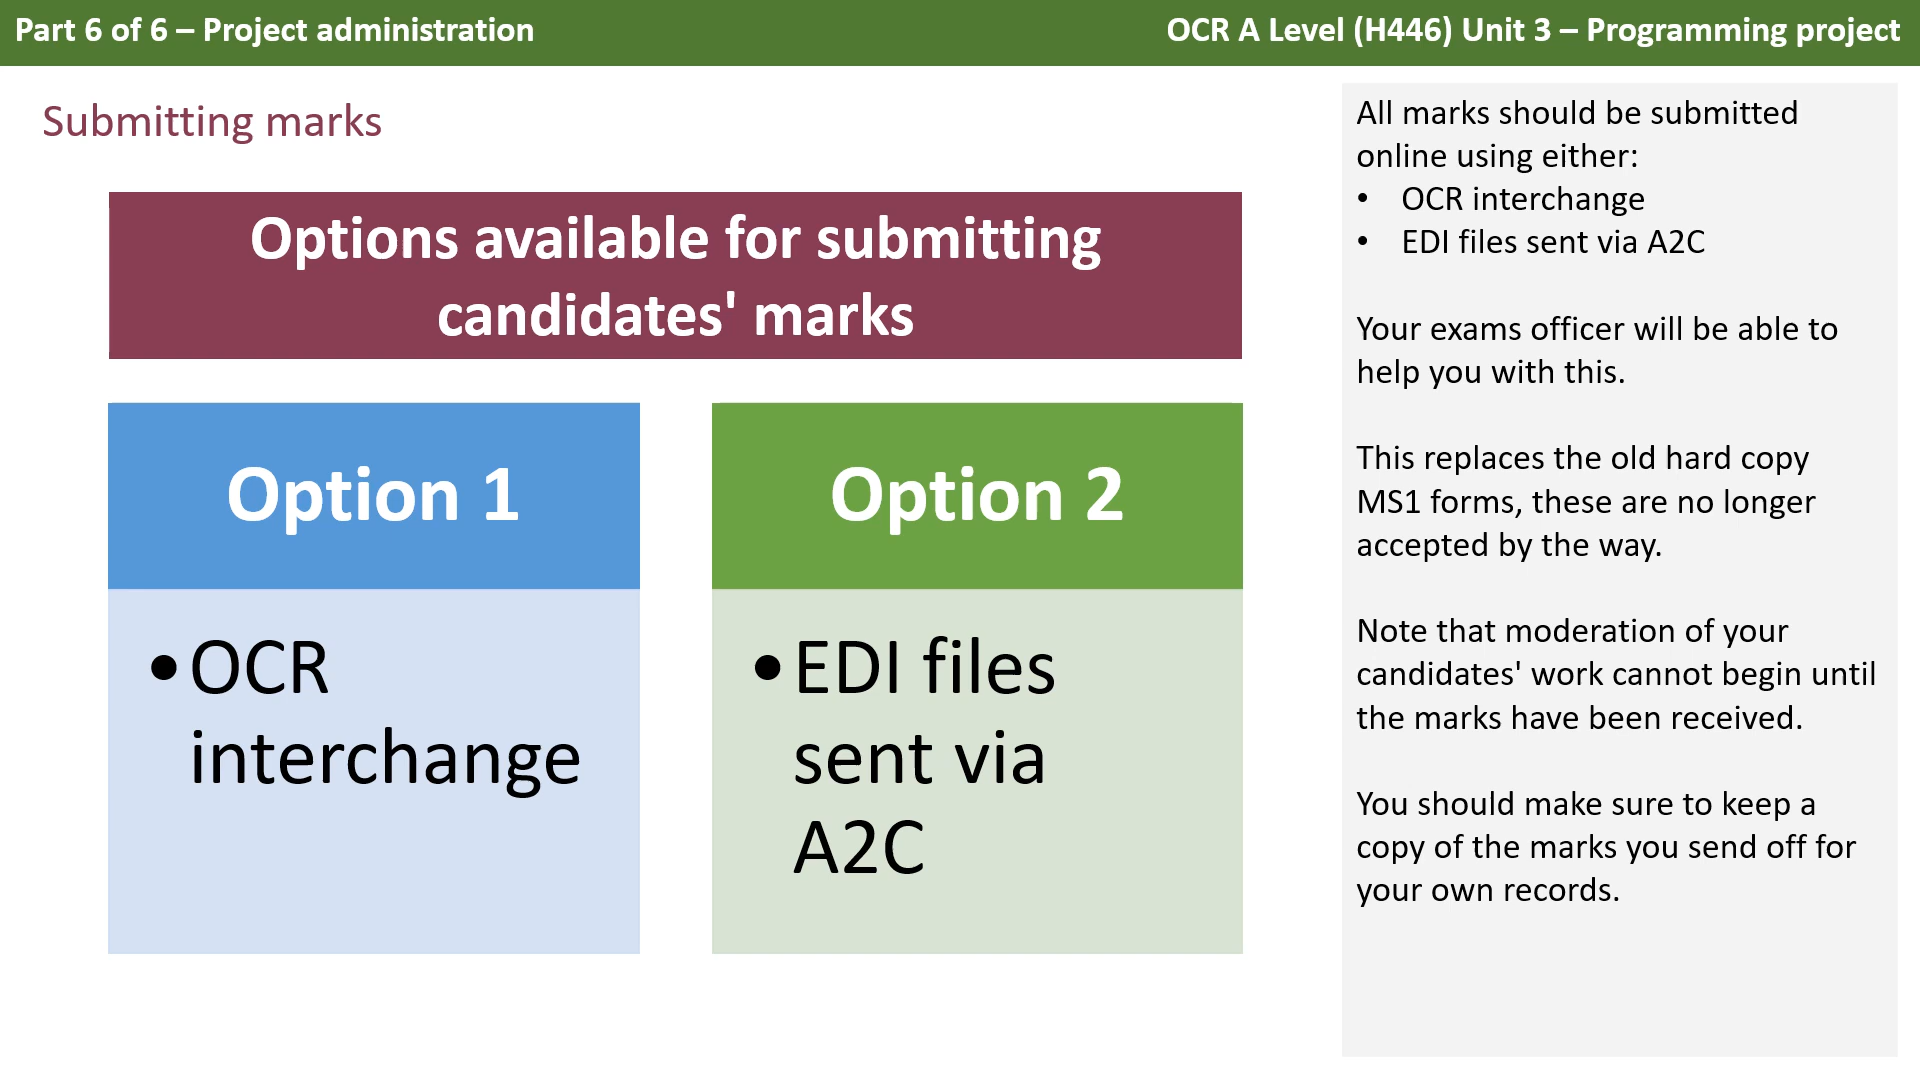 Part 6 of 6 – Project administration
OCR A Level (H446) Unit 3 – Programming project
Submitting marks
Options available for submitting
candidates' marks
Option 1
•OCR
interchange
Option 2
•EDI files
sent via
A2C
All marks should be submitted
online using either:
• OCR interchange
• EDI files sent via A2C
Your exams officer will be able to
help you with this.
This replaces the old hard copy
MS1 forms, these are no longer
accepted by the way.
Note that moderation of your
candidates' work cannot begin until
the marks have been received.
You should make sure to keep a
copy of the marks you send off for
your own records.